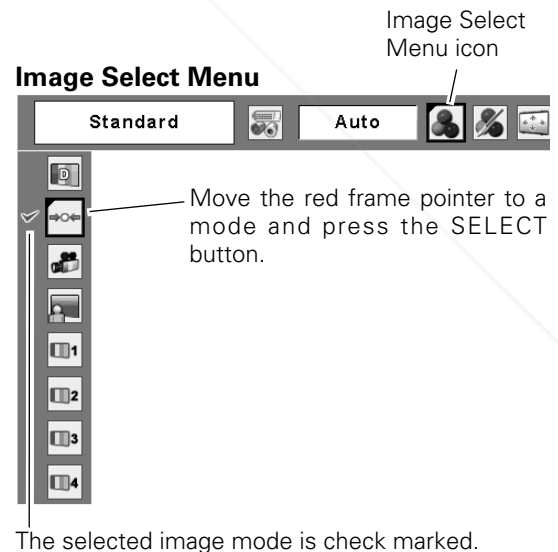 Image Select
Menu icon
Image Select Menu
Standard
Auto
D
Move the red frame pointer to a
mode and press the SELECT
button.
1
2
3
4
The selected image mode is check marked.